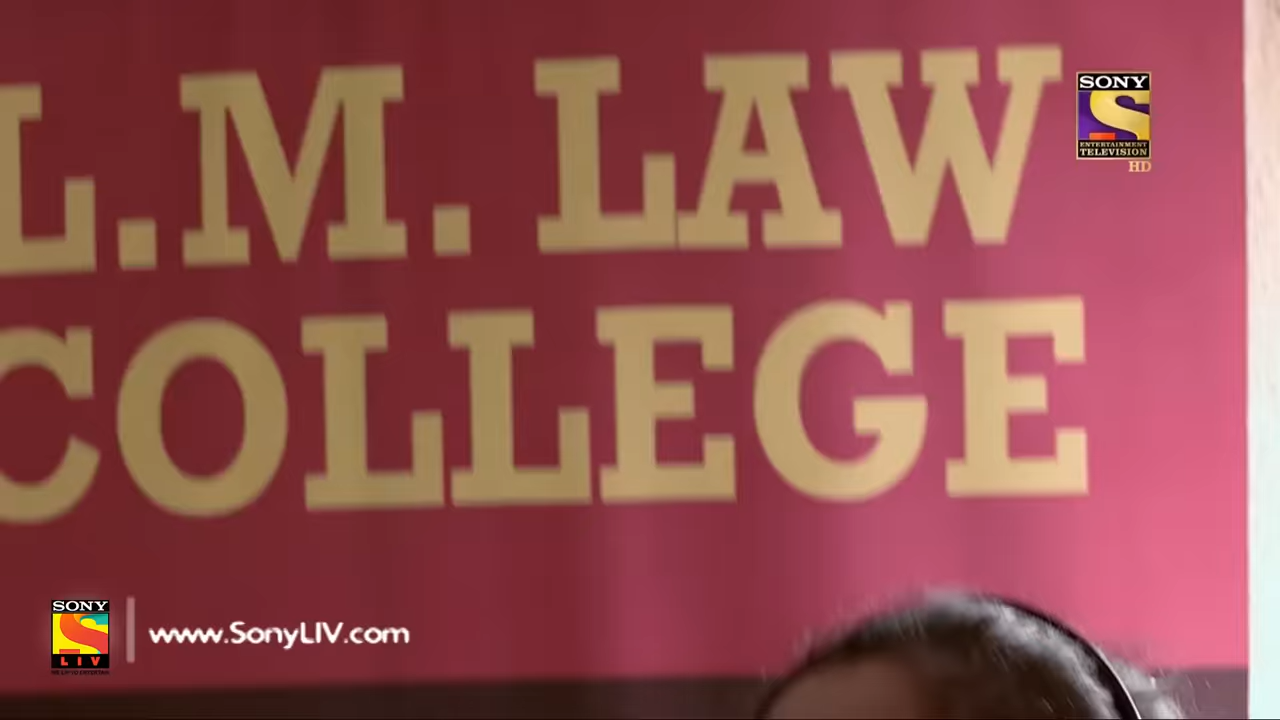 L.M. LAW
COLLEGE
SONY
ENTERTAINMENT
TELEVISION
HD
SONY
LIV
www.SonyLIV.com